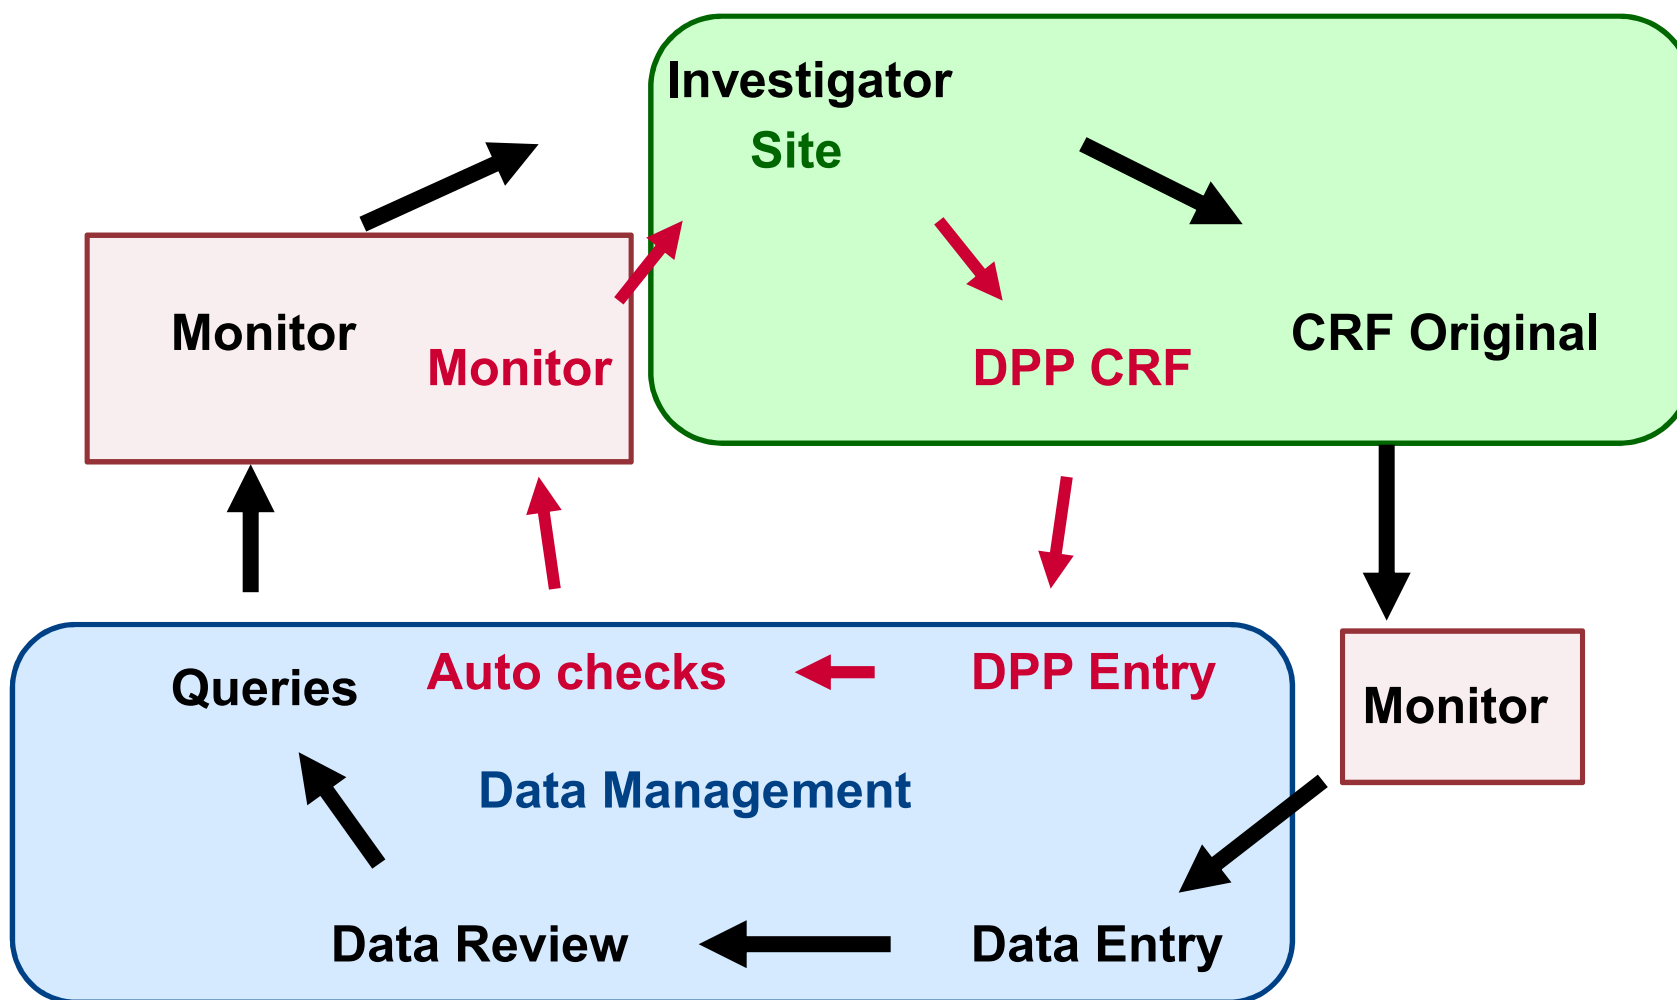 Investigator
Site
Monitor
Monitor
DPP CRF
CRF Original
Queries
Auto checks
DPP Entry
Monitor
Data Management
Data Review
Data Entry